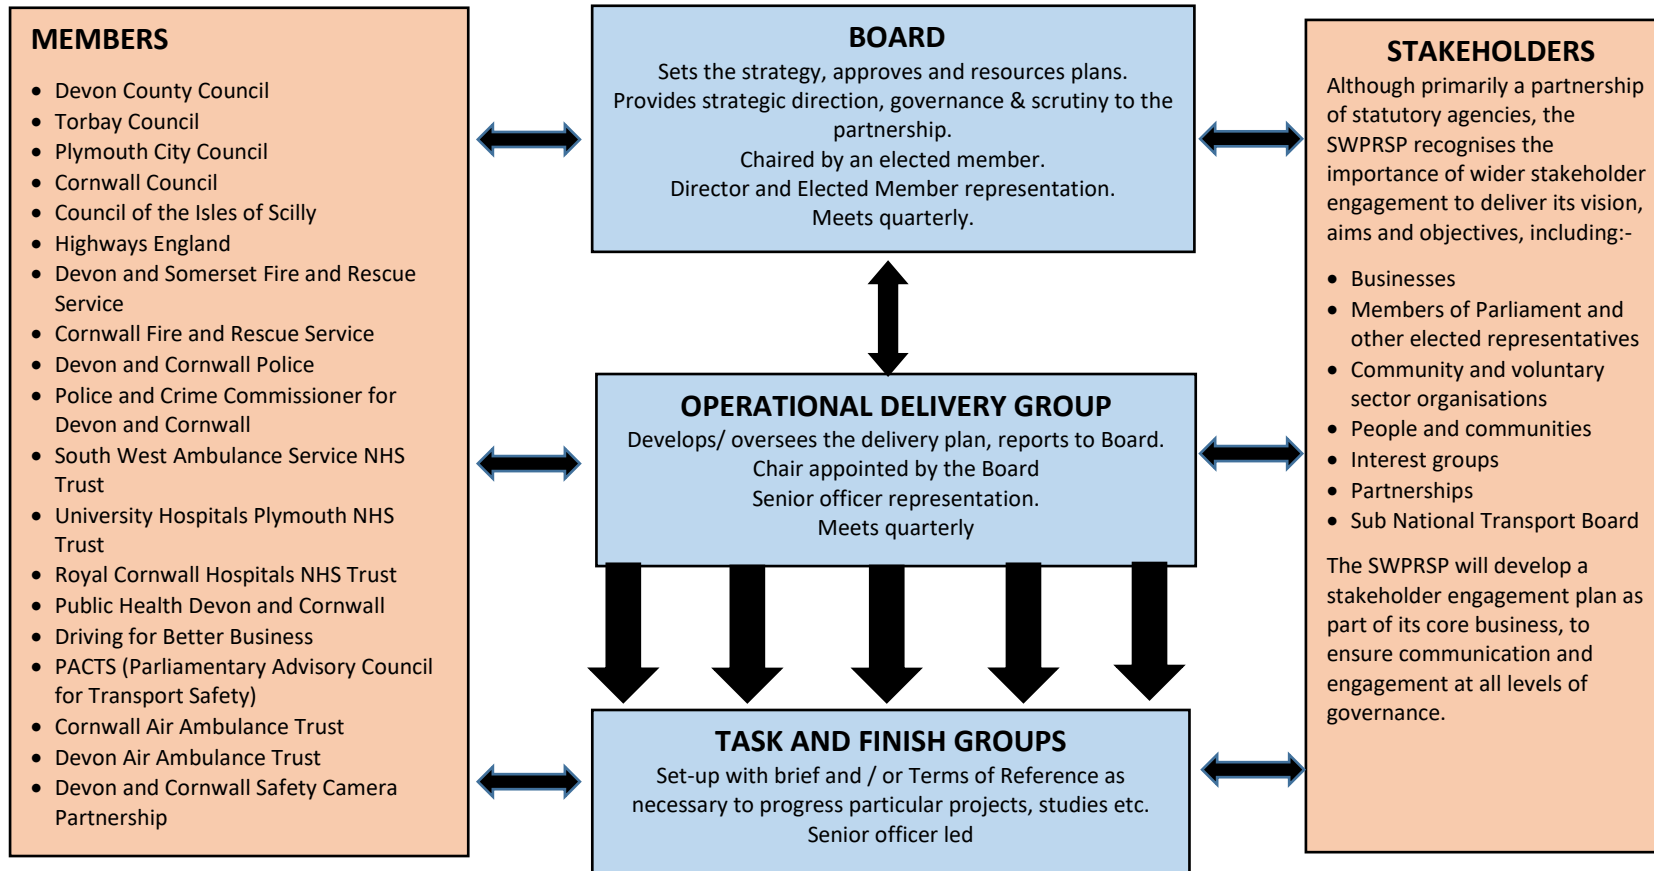 MEMBERS
• Devon County Council
• Torbay Council
• Plymouth City Council
• Cornwall Council
• Council of the Isles of Scilly
• Highways England
• Devon and Somerset Fire and Rescue
Service
• Cornwall Fire and Rescue Service
• Devon and Cornwall Police
• Police and Crime Commissioner for
Devon and Cornwall
• South West Ambulance Service NHS
Trust
• University Hospitals Plymouth NHS
Trust
• Royal Cornwall Hospitals NHS Trust
• Public Health Devon and Cornwall
• Driving for Better Business
• PACTS (Parliamentary Advisory Council
for Transport Safety)
• Cornwall Air Ambulance Trust
• Devon Air Ambulance Trust
• Devon and Cornwall Safety Camera
Partnership
BOARD
Sets the strategy, approves and resources plans.
Provides strategic direction, governance & scrutiny to the
partnership.
Chaired by an elected member.
Director and Elected Member representation.
Meets quarterly.
OPERATIONAL DELIVERY GROUP
Develops/ oversees the delivery plan, reports to Board.
Chair appointed by the Board
Senior officer representation.
Meets quarterly
TASK AND FINISH GROUPS
Set-up with brief and / or Terms of Reference as
necessary to progress particular projects, studies etc.
Senior officer led
STAKEHOLDERS
Although primarily a partnership
of statutory agencies, the
SWPRSP recognises the
importance of wider stakeholder
engagement to deliver its vision,
aims and objectives, including:-
• Businesses
• Members of Parliament and
other elected representatives
• Community and voluntary
sector organisations
• People and communities
• Interest groups
• Partnerships
• Sub National Transport Board
The SWPRSP will develop a
stakeholder engagement plan as
part of its core business, to
ensure communication and
engagement at all levels of
governance.